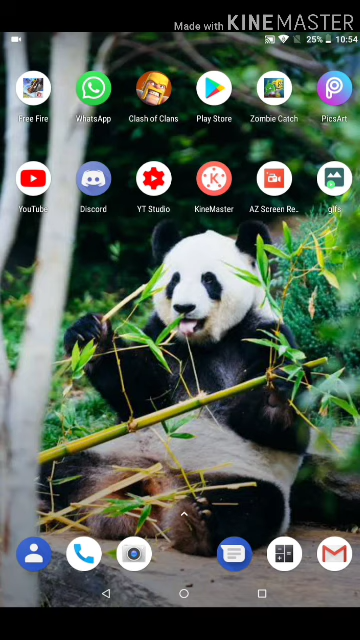 Made with KINEMASTER
25% 10:54
Free Fire WhatsApp Clash of Clans Play Store Zombie Catch PicsArt
YouTube Discord YT Studio KineMaster AZ Screen Re.. gifs